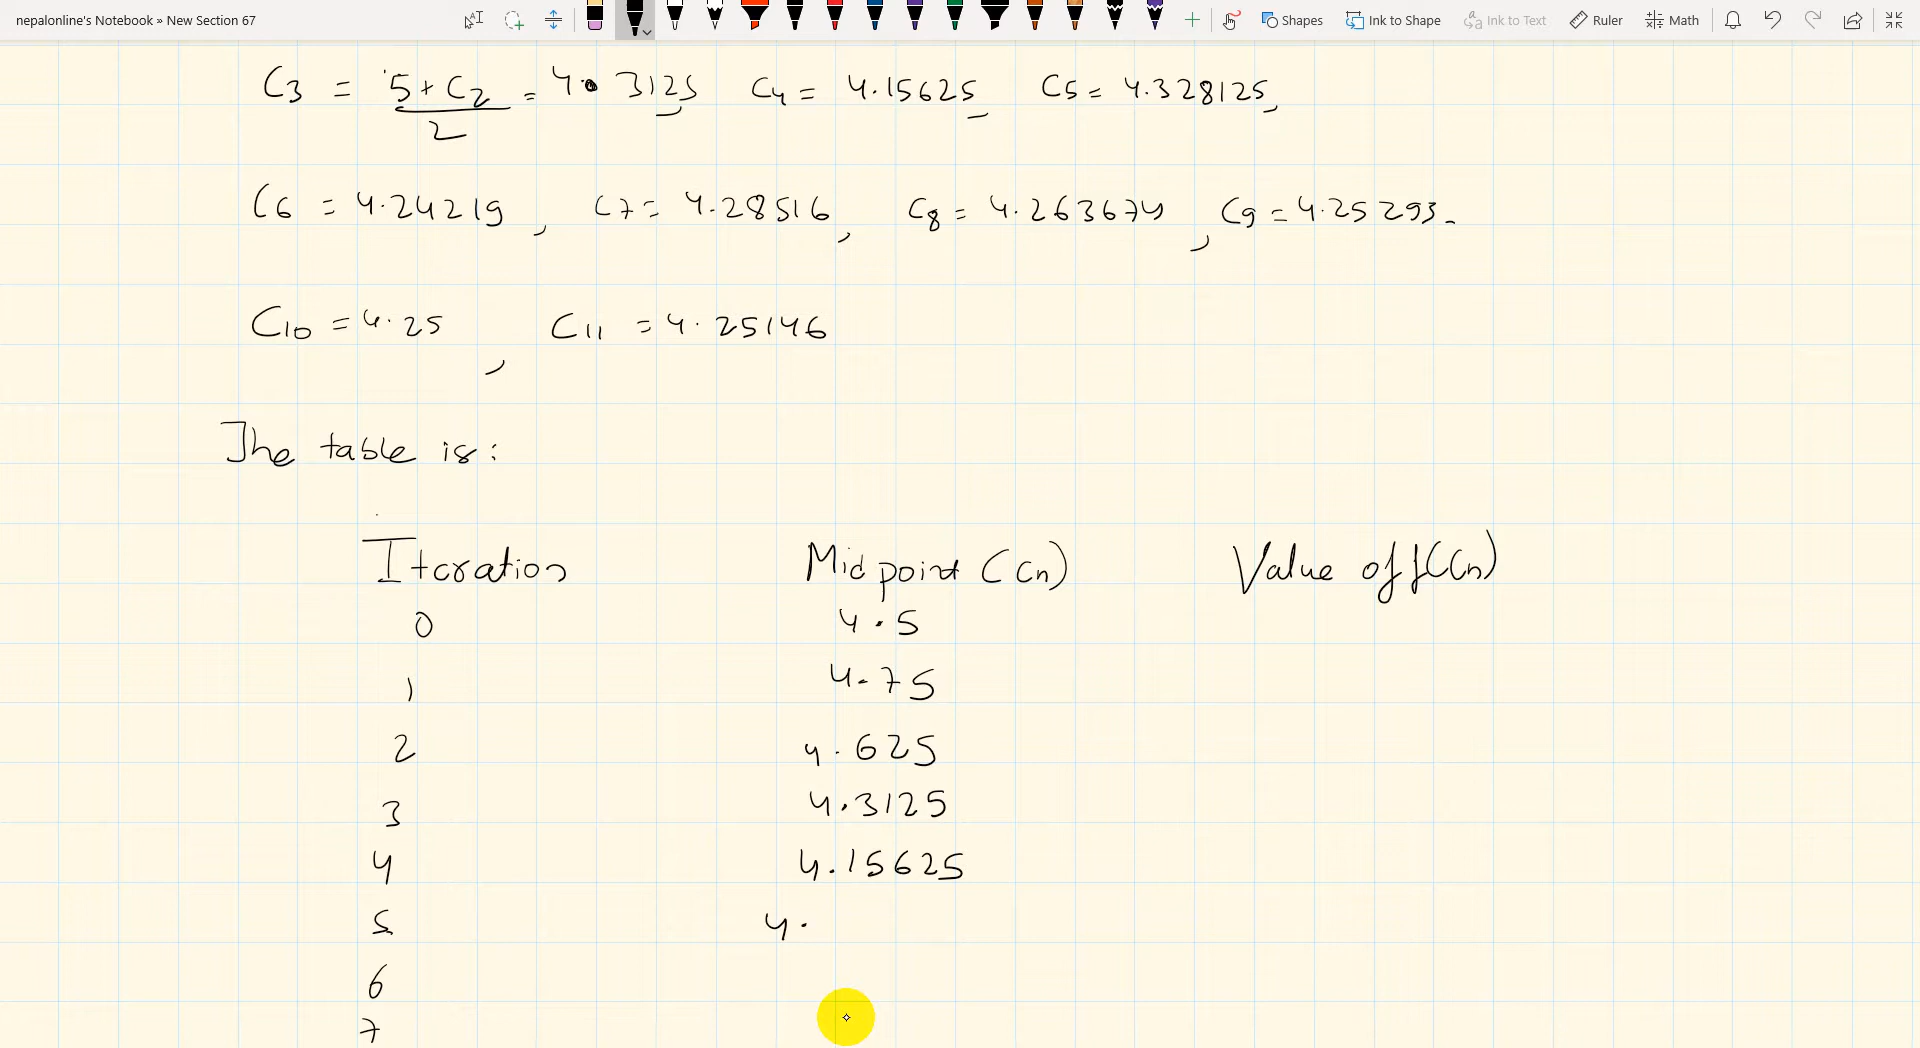 nepalonline's Notebook » New Section 67
Shapes Ink to Shape Ink to Text Ruler Math
C3 = 5+C2/2 = 4.3125 C4 = 4.15625, C5 = 4.328125,
C6 = 4.24219, C7 = 4.28516, C8 = 4.263674, C9 = 4.25293.
C10 = 4.25, C11 = 4.25146
The table is:
Iteration Midpoint (Cn) Value of f(Cn)
0 4.5
1 4.75
2 4.625
3 4.3125
4 4.15625
5 4.
6
7